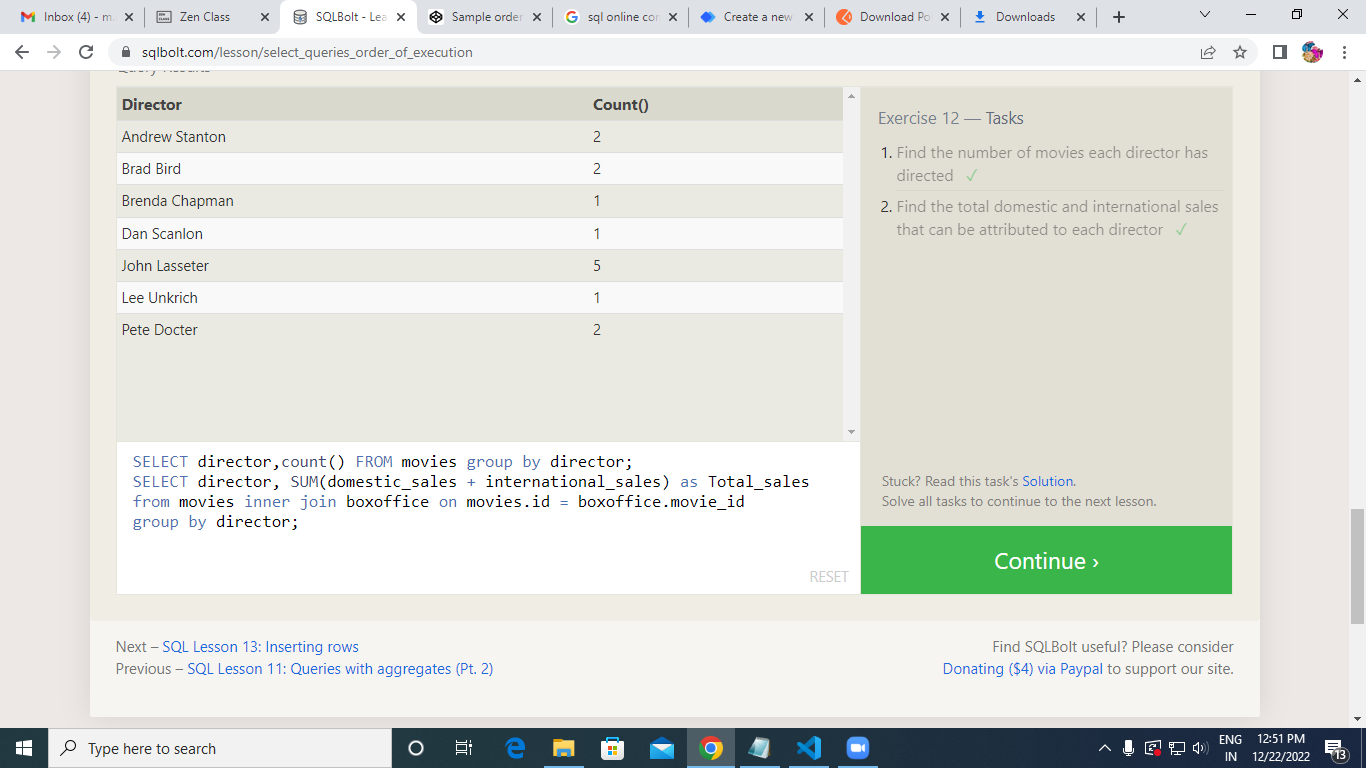 Inbox (4) - m
Zen Class
SQLBolt - Lea
Sample order
sql online cor
Create a new
Download Po
Downloads
sqlbolt.com/lesson/select_queries_order_of_execution
Query Results
Director Count()
Andrew Stanton 2
Brad Bird 2
Brenda Chapman 1
Dan Scanlon 1
John Lasseter 5
Lee Unkrich 1
Pete Docter 2
SELECT director,count() FROM movies group by director;
SELECT director, SUM(domestic_sales + international_sales) as Total_sales
from movies inner join boxoffice on movies.id = boxoffice.movie_id
group by director;
RESET
Exercise 12 — Tasks
1. Find the number of movies each director has
directed ✓
2. Find the total domestic and international sales
that can be attributed to each director ✓
Stuck? Read this task's Solution.
Solve all tasks to continue to the next lesson.
Continue ›
Next – SQL Lesson 13: Inserting rows
Previous – SQL Lesson 11: Queries with aggregates (Pt. 2)
Find SQLBolt useful? Please consider
Donating ($4) via Paypal to support our site.
Type here to search
ENG
IN
12:51 PM
12/22/2022
13